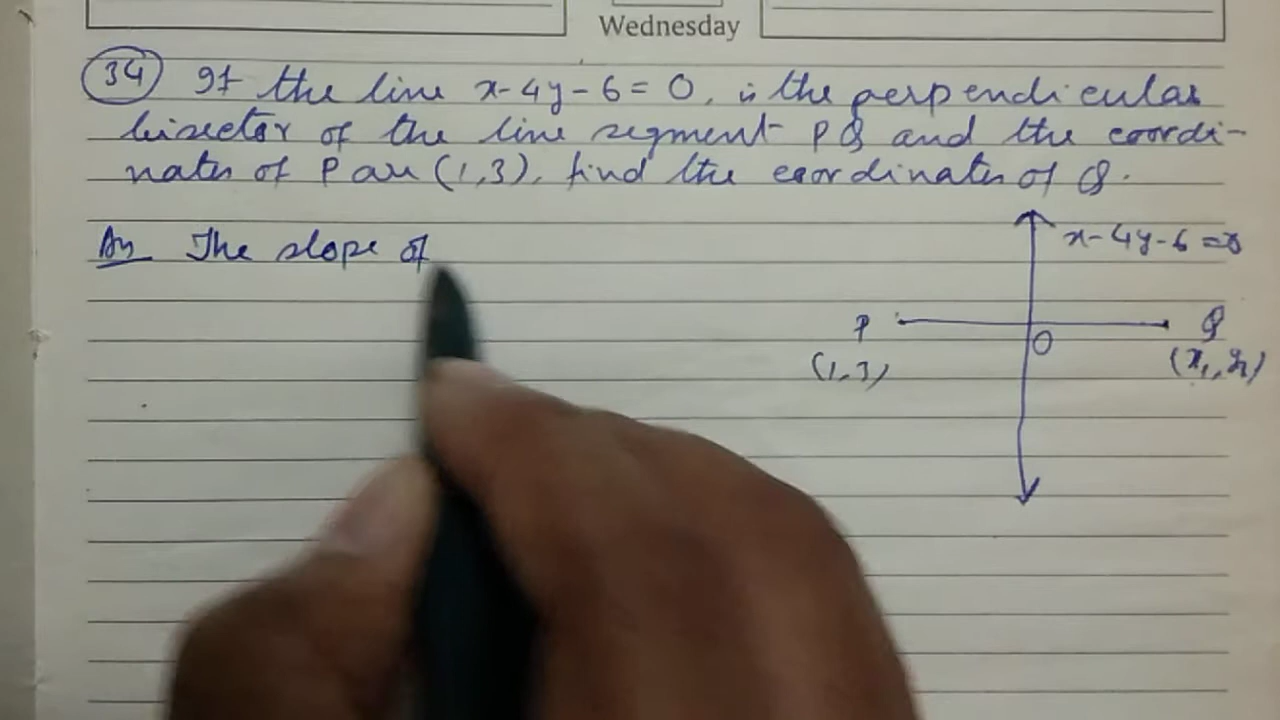 Wednesday
34 If the line x-4y-6=0, is the perpendicular
bisector of the line segment PQ and the coordi-
nates of P are (1,3), find the coordinates of Q.
Ans The slope of
x-4y-6=0
P
Q
O
(1,3)